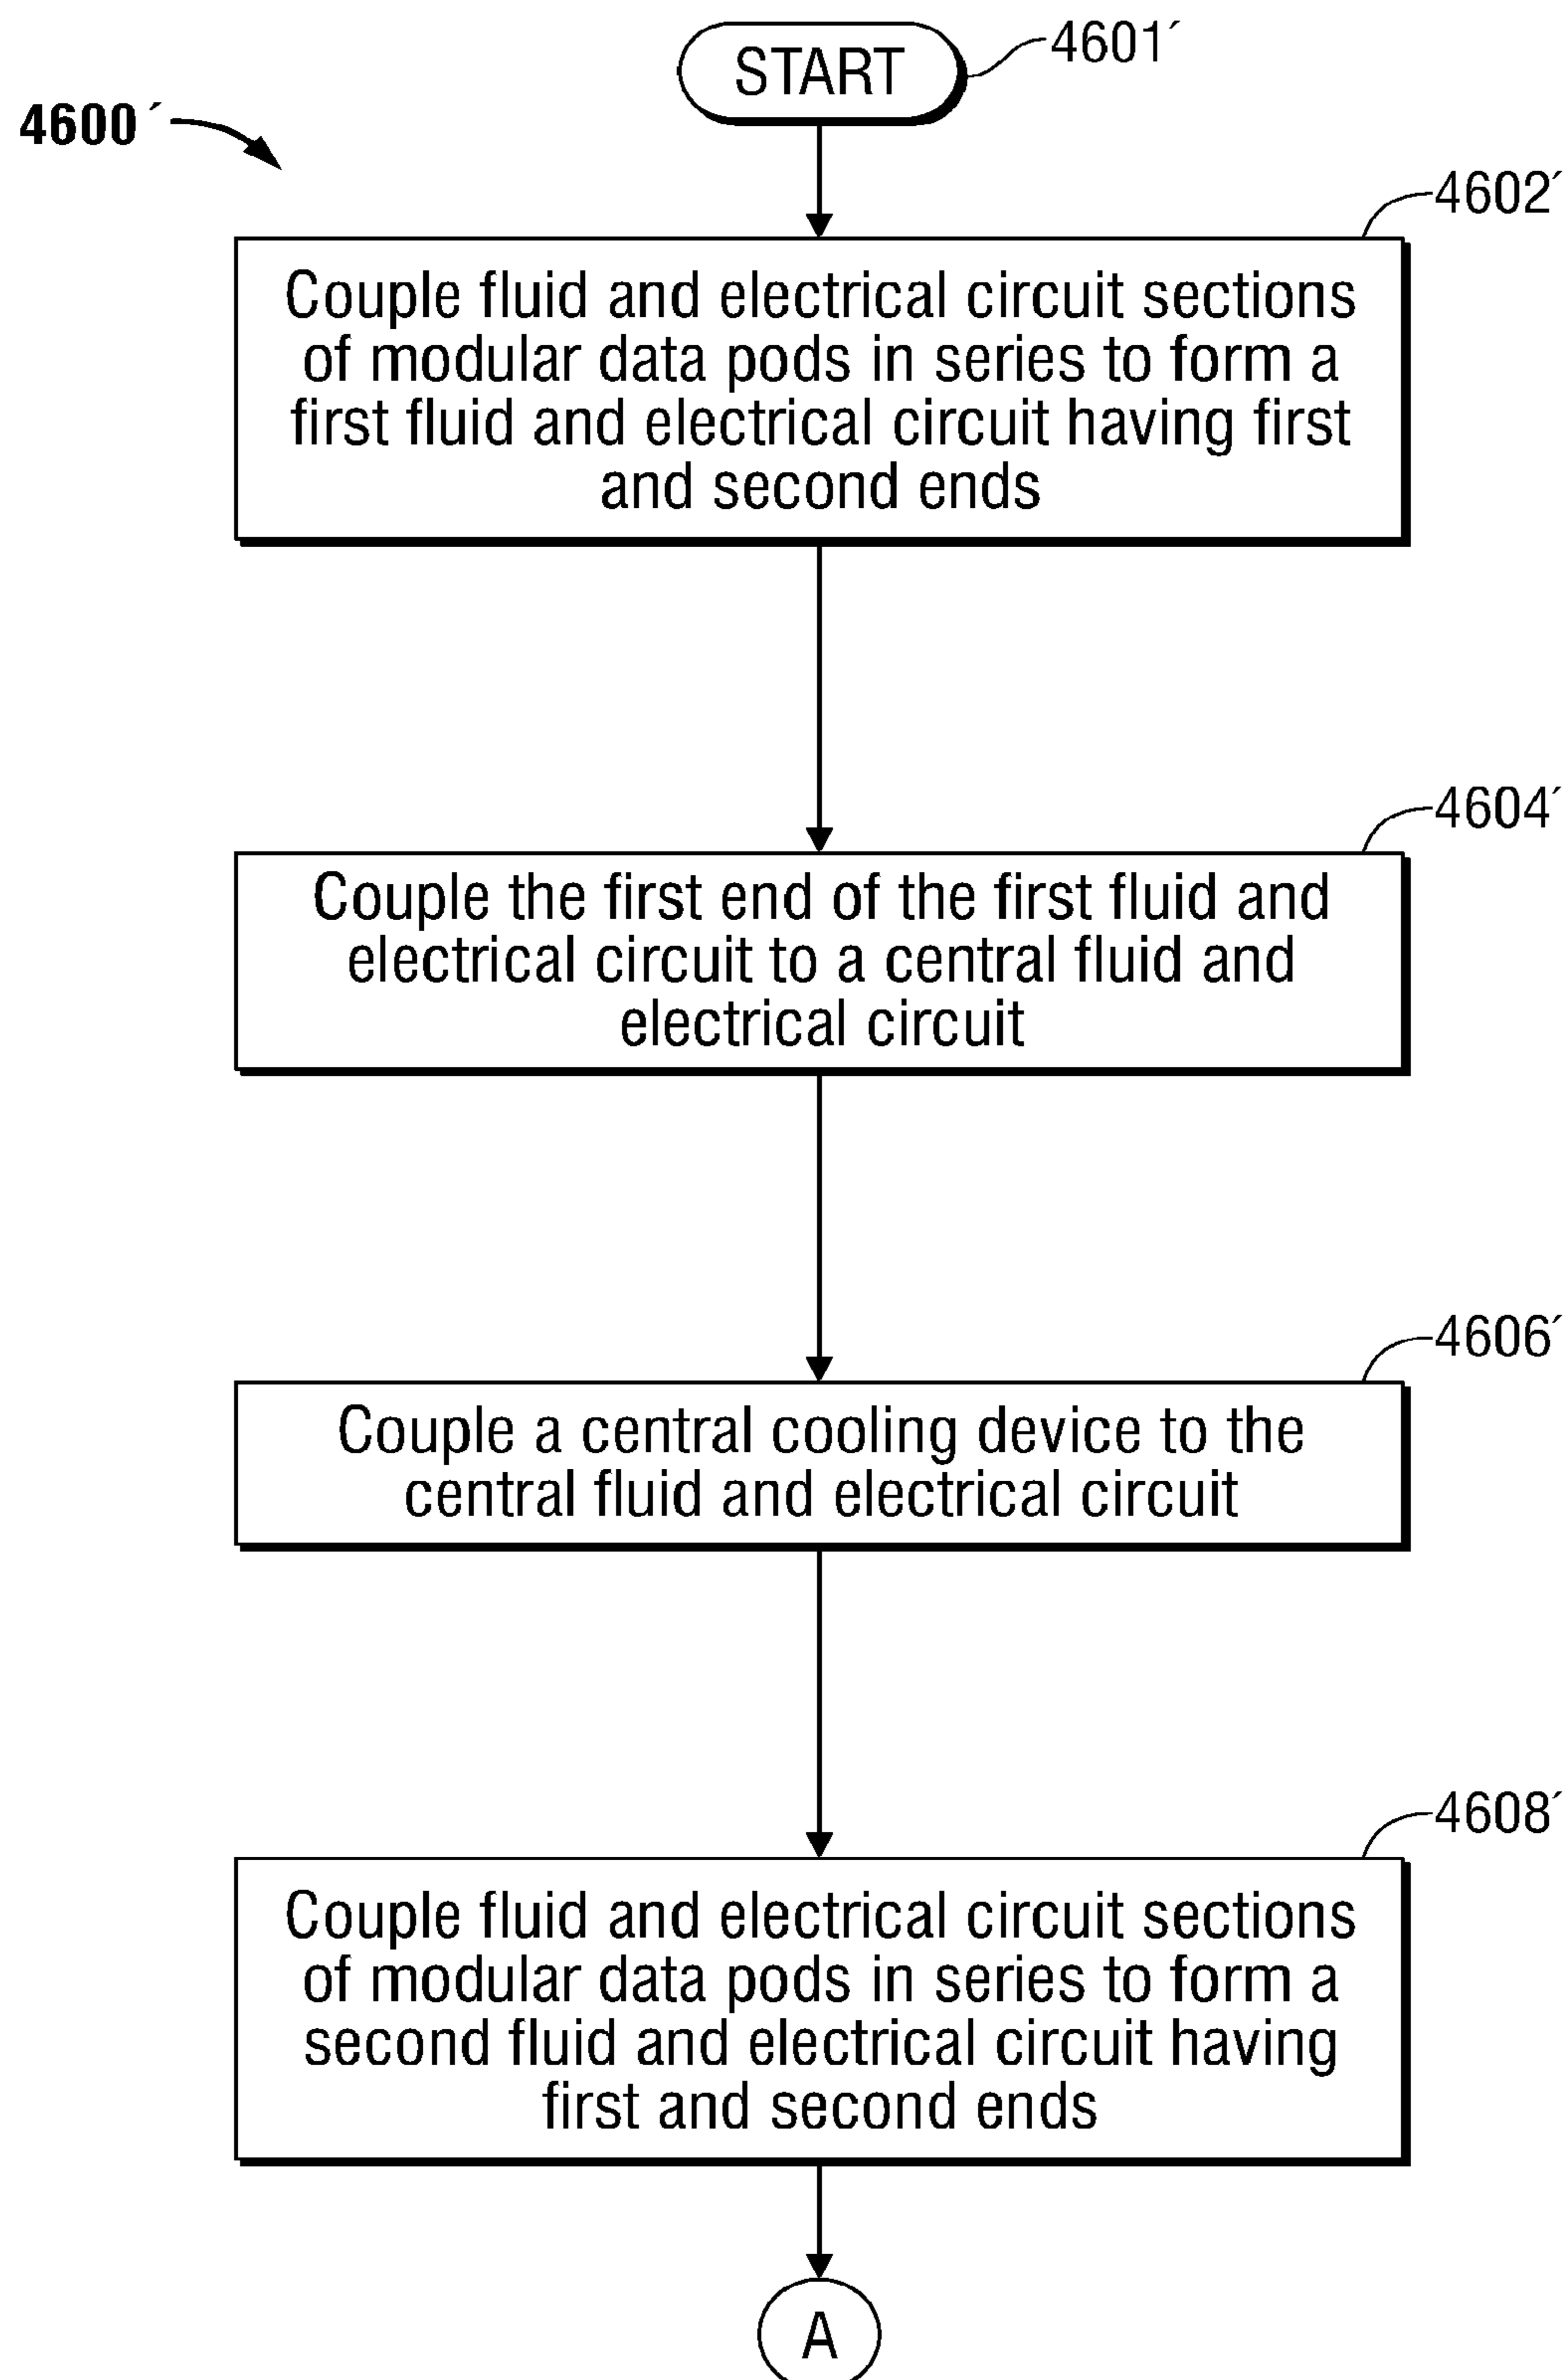 START
4601´
4600´
4602´
Couple fluid and electrical circuit sections
of modular data pods in series to form a
first fluid and electrical circuit having first
and second ends
4604´
Couple the first end of the first fluid and
electrical circuit to a central fluid and
electrical circuit
4606´
Couple a central cooling device to the
central fluid and electrical circuit
4608´
Couple fluid and electrical circuit sections
of modular data pods in series to form a
second fluid and electrical circuit having
first and second ends
A